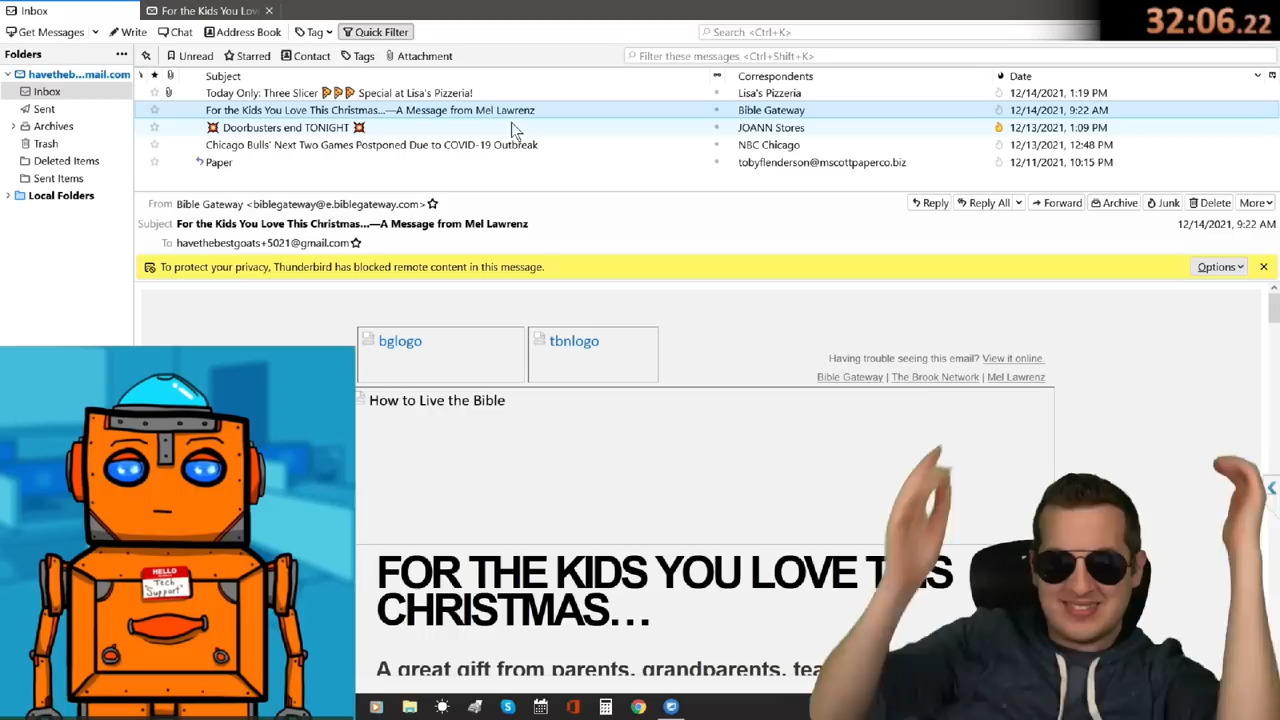 Inbox
For the Kids You Lov
32:06.22
Get Messages
Write
Chat
Address Book
Tag
Quick Filter
Search <Ctrl+K>
Folders
Unread
Starred
Contact
Tags
Attachment
Filter these messages <Ctrl+Shift+K>
havetheb...mail.com
Inbox
Sent
Archives
Trash
Deleted Items
Sent Items
Local Folders
Subject Correspondents Date
Today Only: Three Slicer 🍕🍕🍕 Special at Lisa's Pizzeria! Lisa's Pizzeria 12/14/2021, 1:19 PM
For the Kids You Love This Christmas...—A Message from Mel Lawrenz Bible Gateway 12/14/2021, 9:22 AM
💥 Doorbusters end TONIGHT 💥 JOANN Stores 12/13/2021, 1:09 PM
Chicago Bulls' Next Two Games Postponed Due to COVID-19 Outbreak NBC Chicago 12/13/2021, 12:48 PM
Paper tobyflenderson@mscottpaperco.biz 12/11/2021, 10:15 PM
From Bible Gateway <biblegateway@e.biblegateway.com>
Reply
Reply All
Forward
Archive
Junk
Delete
More
Subject For the Kids You Love This Christmas...—A Message from Mel Lawrenz
12/14/2021, 9:22 AM
To havethebestgoats+5021@gmail.com
To protect your privacy, Thunderbird has blocked remote content in this message.
Options
bglogo
tbnlogo
Having trouble seeing this email? View it online.
Bible Gateway | The Brook Network | Mel Lawrenz
How to Live the Bible
FOR THE KIDS YOU LOVE THIS
CHRISTMAS…
A great gift from parents, grandparents, tea
HELLO
Tech
"Support"